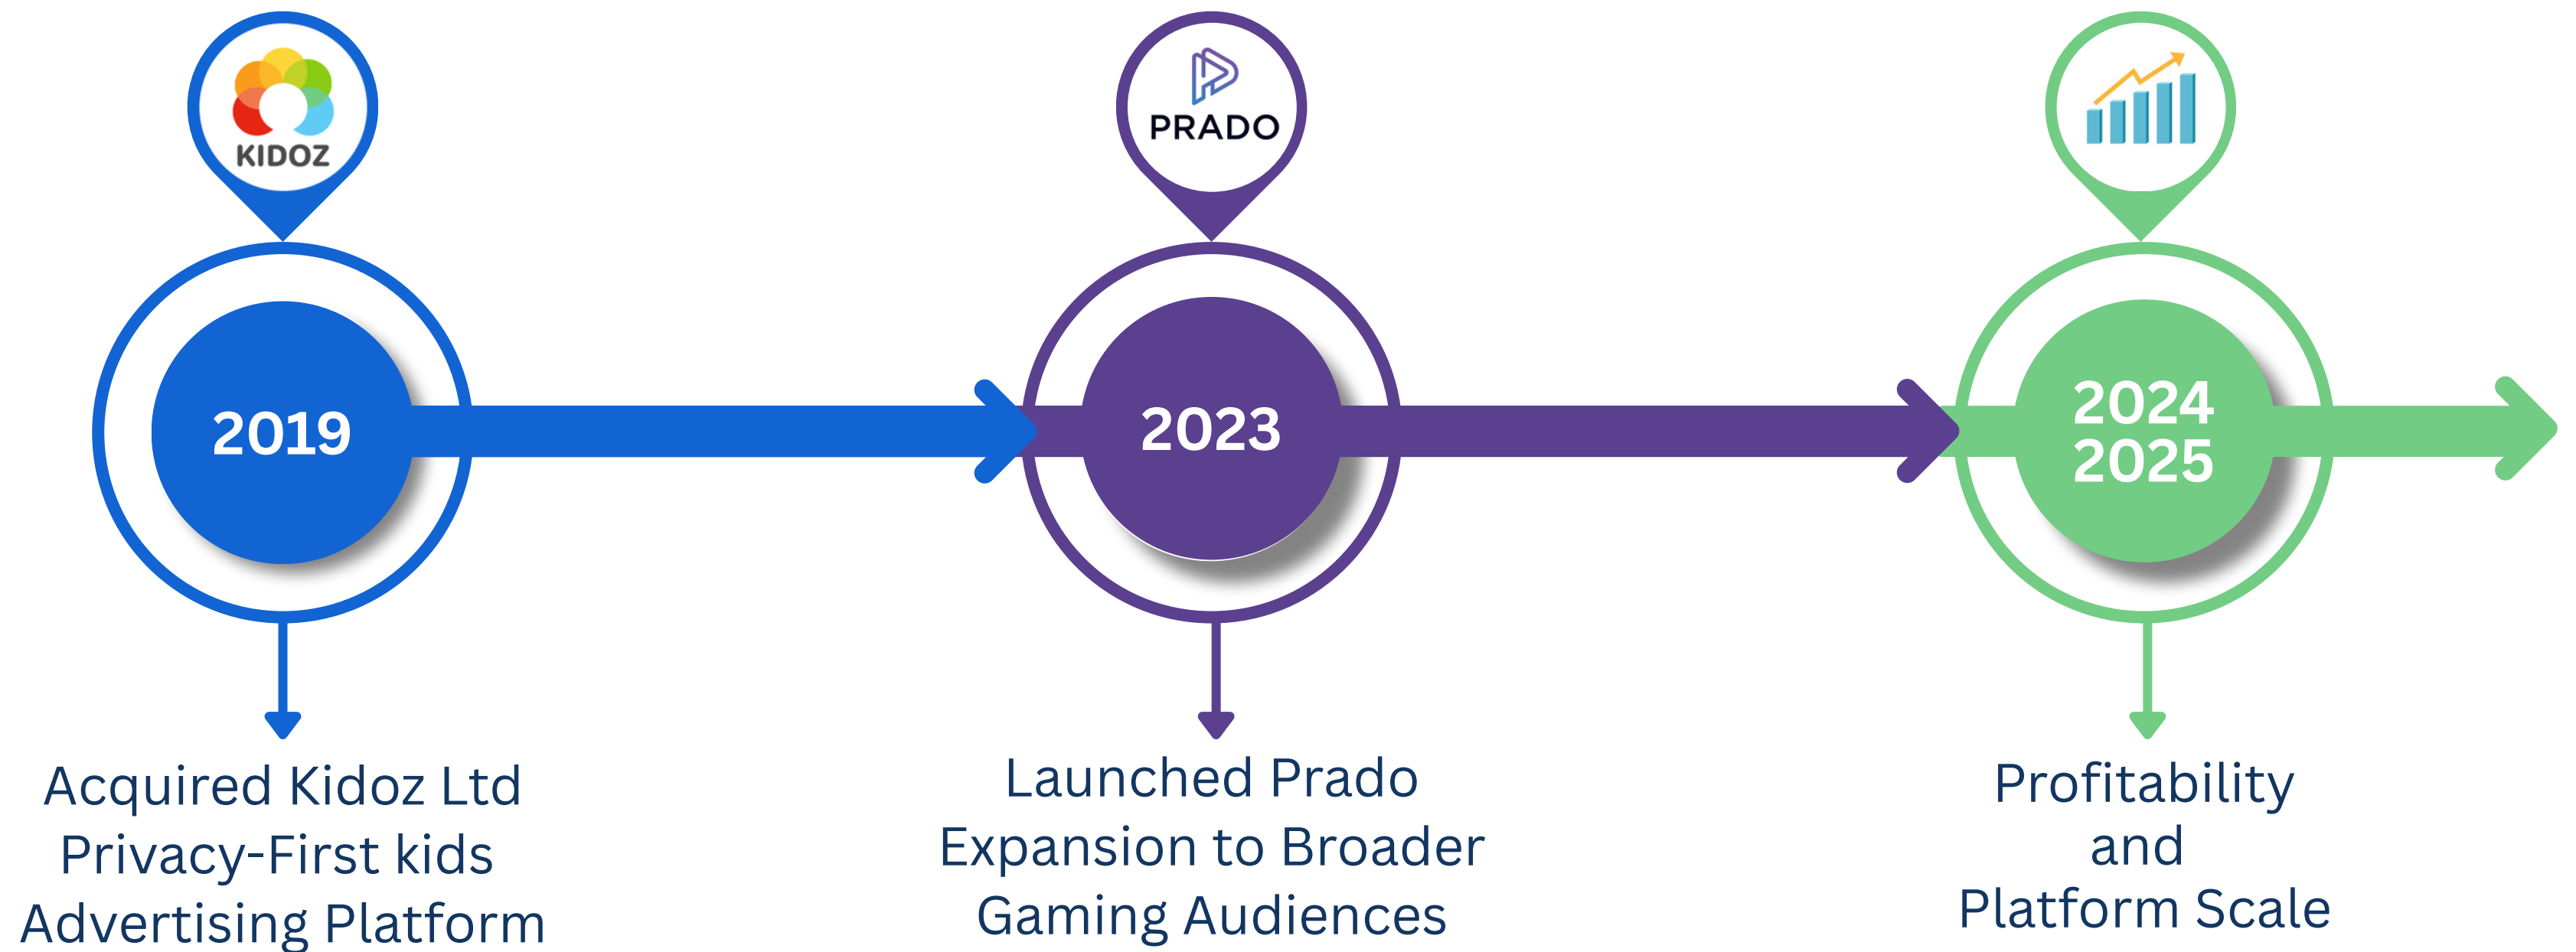 KIDOZ
2019
Acquired Kidoz Ltd
Privacy-First kids
Advertising Platform
PRADO
2023
Launched Prado
Expansion to Broader
Gaming Audiences
2024
2025
Profitability
and
Platform Scale